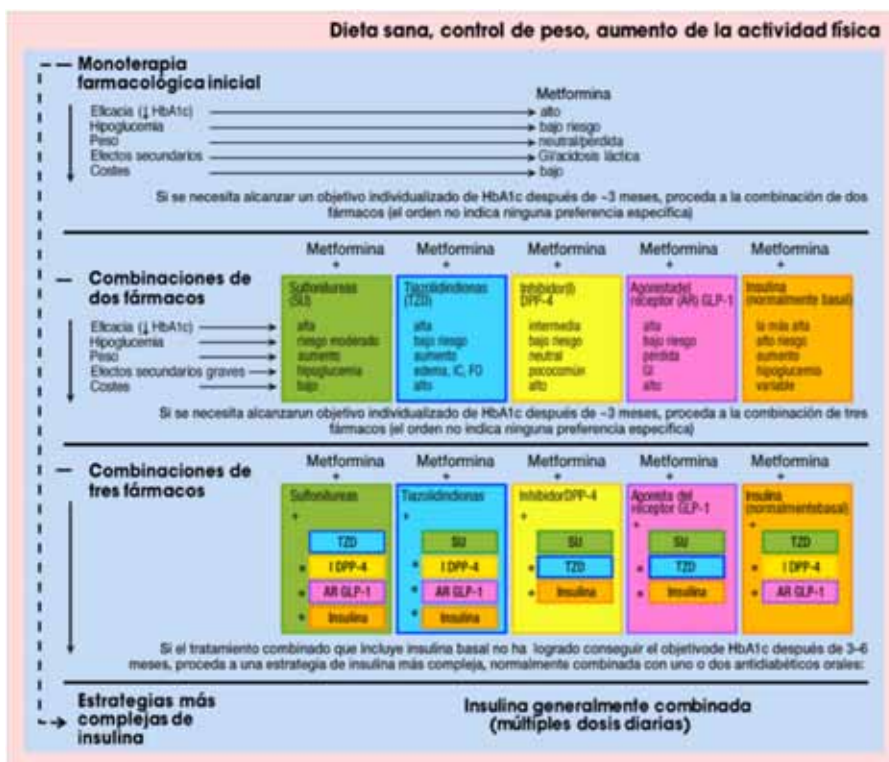 Dieta sana, control de peso, aumento de la actividad física
Monoterapia
farmacológica inicial
Metformina
Eficacia (↓ HbA1c) alto
Hipoglucemia bajo riesgo
Peso neutral/pérdida
Efectos secundarios GI/acidosis láctica
Costes bajo
Si se necesita alcanzar un objetivo individualizado de HbA1c después de ~3 meses, proceda a la combinación de dos
fármacos (el orden no indica ninguna preferencia específica)
Metformina Metformina Metformina Metformina Metformina
+ + + + +
Combinaciones de
dos fármacos
Sulfonilureas Tiazolidindionas Inhibidor(I) Agonistadel Insulina
(SU) (TZD) DPP-4 receptor (AR) GLP-1 (normalmente basal)
Eficacia (↓ HbA1c) alta alta intermedia alta la más alta
Hipoglucemia riesgo moderado bajo riesgo bajo riesgo bajo riesgo alto riesgo
Peso aumento aumento neutral pérdida aumento
Efectos secundarios graves hipoglucemia edema, IC, FO pococomún GI hipoglucemia
Costes bajo alto alto alto variable
Si se necesita alcanzarun objetivo individualizado de HbA1c después de ~3 meses, proceda a la combinación de tres
fármacos (el orden no indica ninguna preferencia específica)
Metformina Metformina Metformina Metformina Metformina
+ + + + +
Combinaciones de
tres fármacos
Sulfonilureas Tiazolidindionas InhibidorDPP-4 Agonista del Insulina
receptor GLP-1 (normalmentebasal)
+ + + + +
TZD SU SU SU TZD
I DPP-4 I DPP-4 TZD TZD I DPP-4
AR GLP-1 AR GLP-1 Insulina Insulina AR GLP-1
Insulina Insulina
Si el tratamiento combinado que incluye insulina basal no ha logrado conseguir el objetivode HbA1c después de 3–6
meses, proceda a una estrategia de insulina más compleja, normalmente combinada con uno o dos antidiabéticos orales:
Estrategias más
complejas de
insulina
Insulina generalmente combinada
(múltiples dosis diarias)